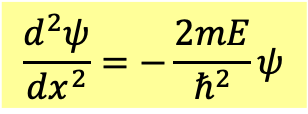 d²ψ/dx² = − 2mE/ħ² ψ